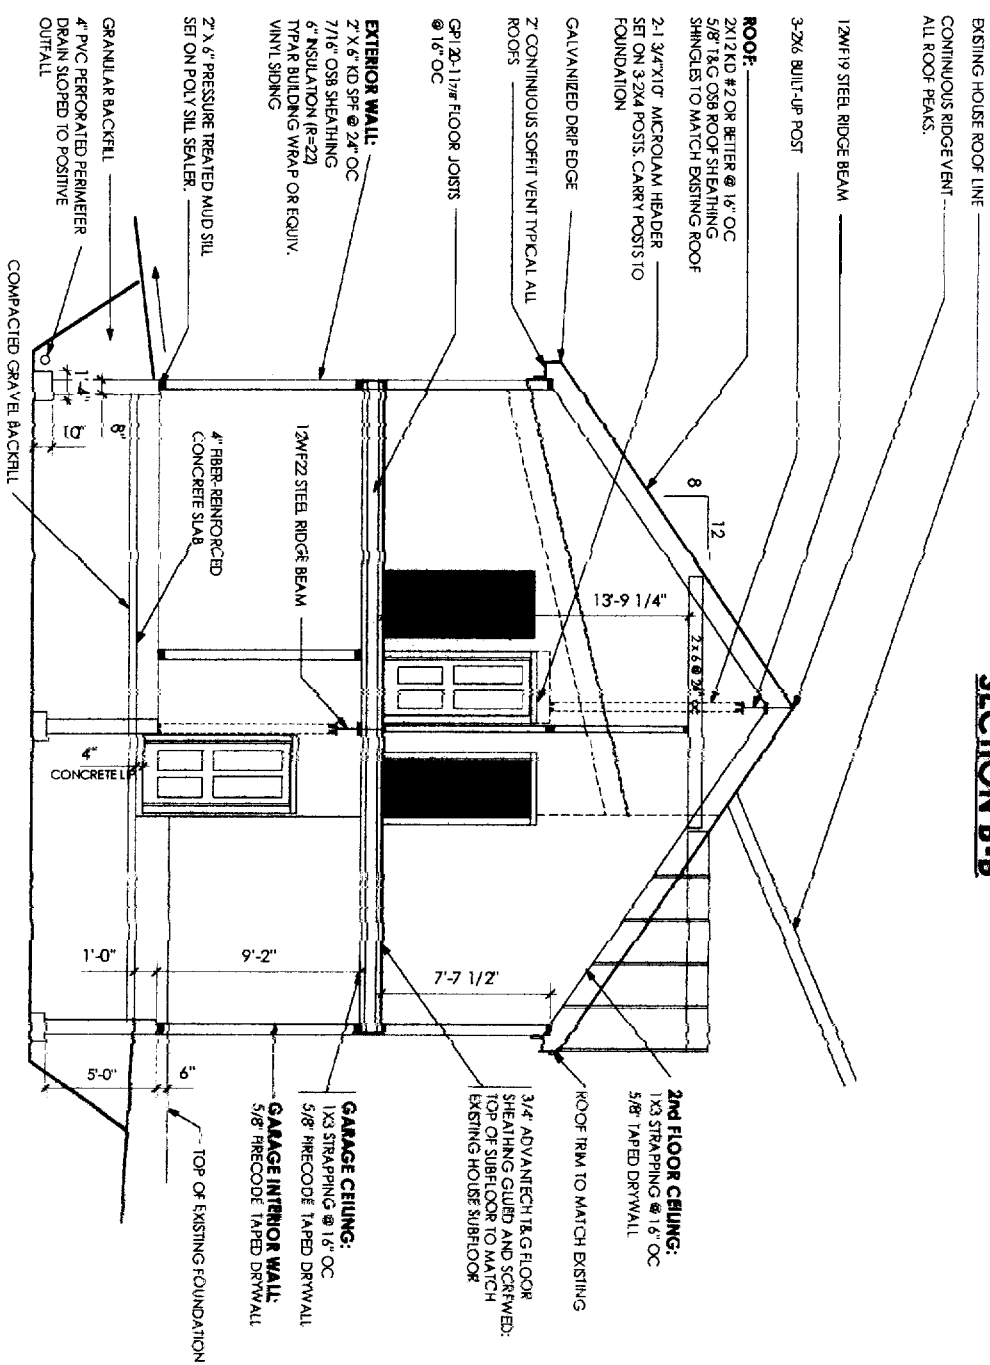 SECTION B-B
EXISTING HOUSE ROOF LINE
CONTINUOUS RIDGE VENT
ALL ROOF PEAKS.
12WF19 STEEL RIDGE BEAM
3-2X6 BUILT-UP POST
ROOF:
2X12 KD #2 OR BETTER @ 16" OC
5/8" T&G OSB ROOF SHEATHING
SHINGLES TO MATCH EXISTING ROOF
2-1 3/4"X10" MICROLAM HEADER
SET ON 3-2X4 POSTS. CARRY POSTS TO
FOUNDATION
GALVANIZED DRIP EDGE
2" CONTINUOUS SOFFIT VENT TYPICAL ALL
ROOFS
GPI 20-11 7/8" FLOOR JOISTS
@ 16" OC
EXTERIOR WALL:
2" X 6" KD SPF @ 24" OC
7/16" OSB SHEATHING
6" INSULATION (R=22)
TYPAR BUILDING WRAP OR EQUIV.
VINYL SIDING
2" X 6" PRESSURE TREATED MUD SILL
SET ON POLY SILL SEALER.
GRANULAR BACKFILL
4" PVC PERFORATED PERIMETER
DRAIN SLOPED TO POSITIVE
OUTFALL
COMPACTED GRAVEL BACKFILL
8
12
13'-9 1/4"
2 x 6 @ 24" OC
12WF22 STEEL RIDGE BEAM
4" FIBER-REINFORCED
CONCRETE SLAB
8"
1'-4"
10"
4"
CONCRETE LIP
7'-7 1/2"
9'-2"
1'-0"
6"
5'-0"
2nd FLOOR CEILING:
1X3 STRAPPING @ 16" OC
5/8" TAPED DRYWALL
ROOF TRIM TO MATCH EXISTING
3/4" ADVANTECH T&G FLOOR
SHEATHING GLUED AND SCREWED:
TOP OF SUBFLOOR TO MATCH
EXISTING HOUSE SUBFLOOR
GARAGE CEILING:
1X3 STRAPPING @ 16" OC
5/8" FIRECODE TAPED DRYWALL
GARAGE INTERIOR WALL:
5/8" FIRECODE TAPED DRYWALL
TOP OF EXISTING FOUNDATION